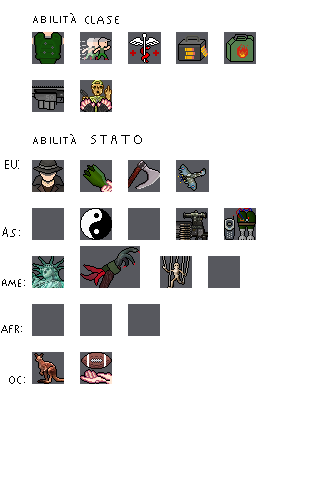 ABILITÀ CLASE
ABILITÀ STATO
EU:
AS:
AME:
AFR:
OC: